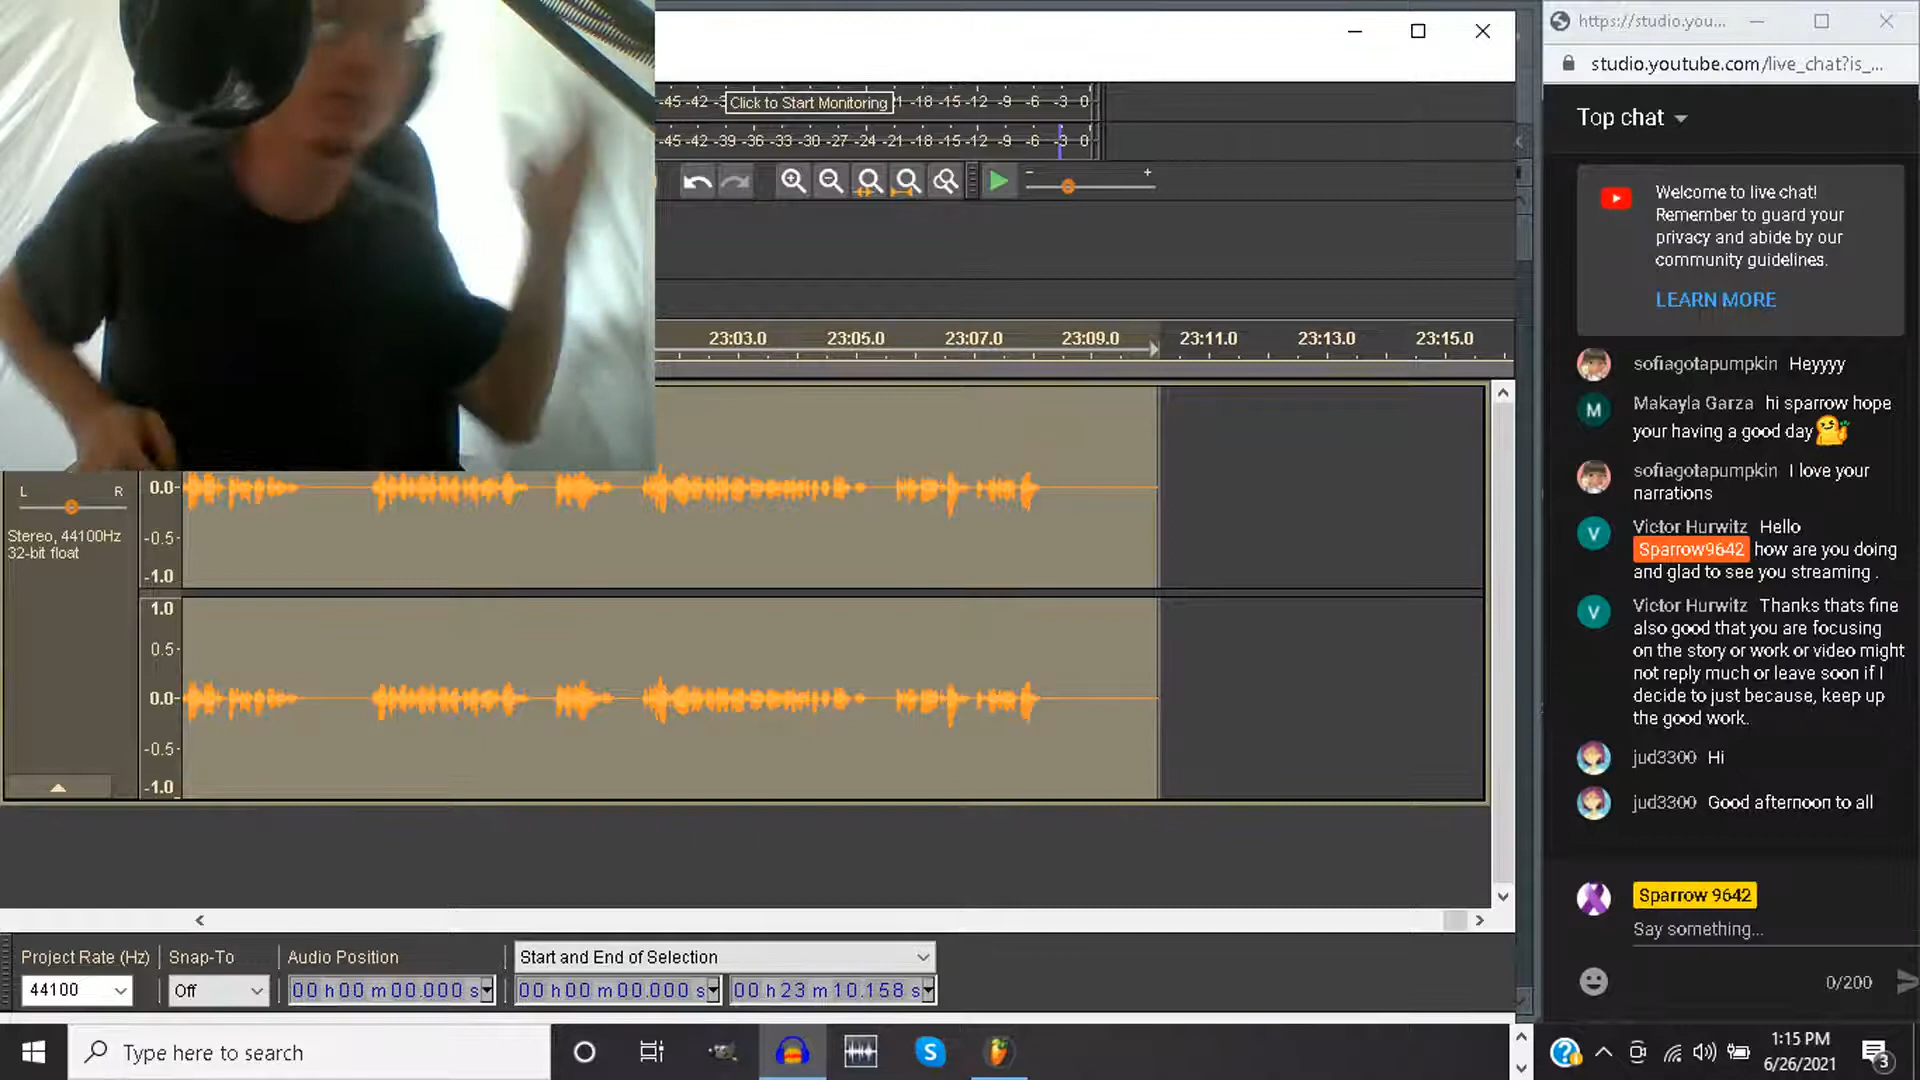 https://studio.you...
studio.youtube.com/live_chat?is_...
Top chat
Welcome to live chat!
Remember to guard your
privacy and abide by our
community guidelines.
LEARN MORE
sofiagotapumpkin Heyyyy
Makayla Garza hi sparrow hope
your having a good day
sofiagotapumpkin I love your
narrations
Victor Hurwitz Hello
Sparrow9642 how are you doing
and glad to see you streaming .
Victor Hurwitz Thanks thats fine
also good that you are focusing
on the story or work or video might
not reply much or leave soon if I
decide to just because, keep up
the good work.
jud3300 Hi
jud3300 Good afternoon to all
Sparrow 9642
Say something...
0/200
-45 -42 Click to Start Monitoring -18 -15 -12 -9 -6 -3 0
-45 -42 -39 -36 -33 -30 -27 -24 -21 -18 -15 -12 -9 -6 -3 0
- +
23:03.0 23:05.0 23:07.0 23:09.0 23:11.0 23:13.0 23:15.0
L R
Stereo, 44100Hz
32-bit float
0.0
-0.5
-1.0
1.0
0.5
0.0
-0.5
-1.0
Project Rate (Hz) Snap-To Audio Position Start and End of Selection
44100 Off 00 h 00 m 00.000 s 00 h 00 m 00.000 s 00 h 23 m 10.158 s
Type here to search
1:15 PM
6/26/2021
3